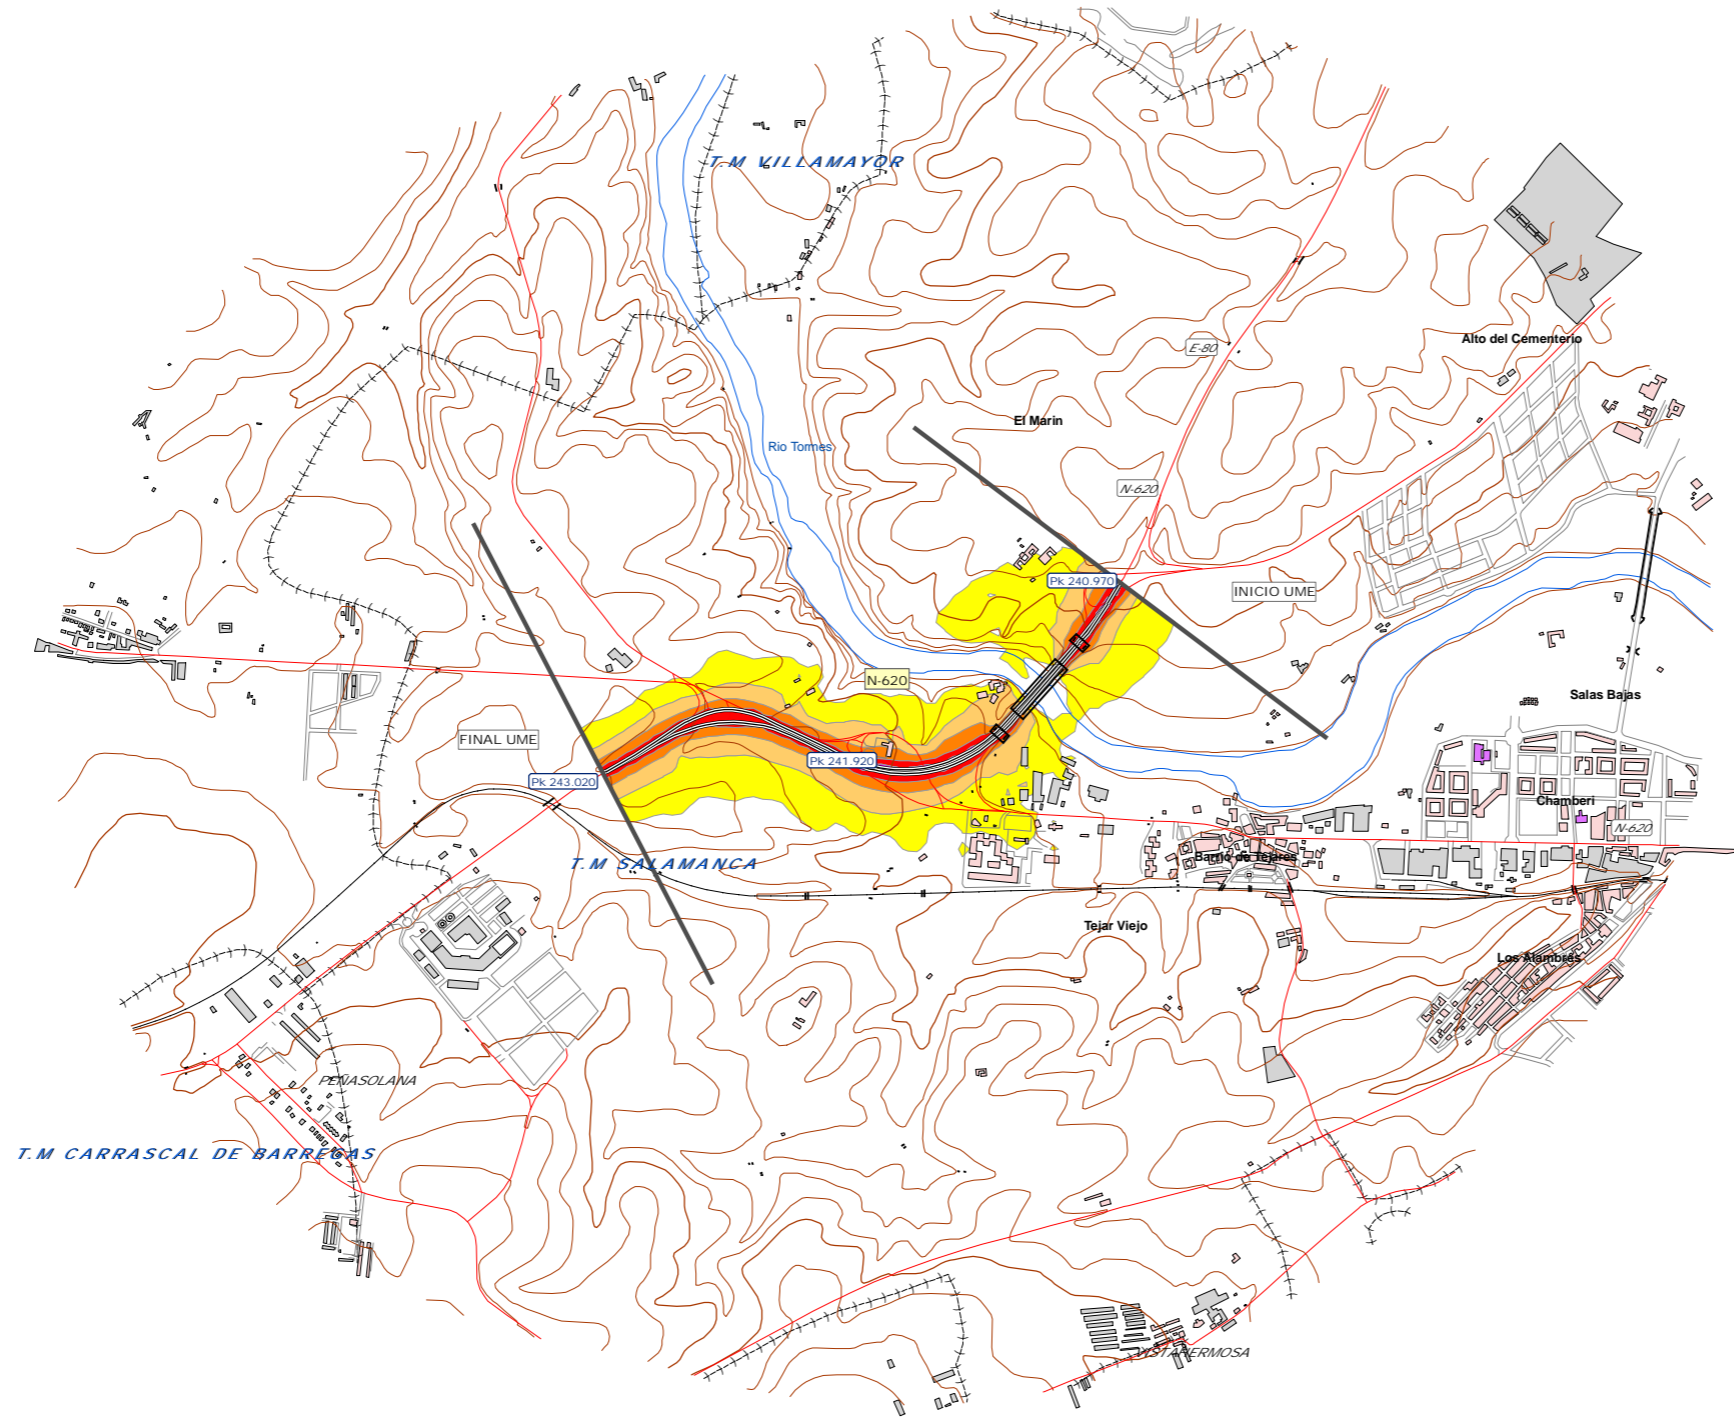 T.M VILLAMAYOR
Alto del Cementerio
E-80
El Marin
Rio Tormes
N-620
Pk 240.970
INICIO UME
N-620
Salas Bajas
FINAL UME
Pk 241.920
Pk 243.020
Chamberi
N-620
T.M SALAMANCA
Barrio de Tejares
Tejar Viejo
Los Alambres
PEÑASOLANA
T.M CARRASCAL DE BARREGAS
VISTAHERMOSA